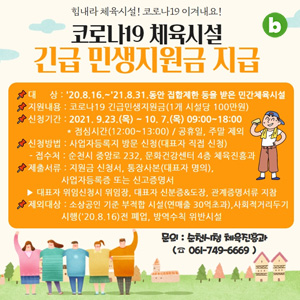 힘내라 체육시설! 코로나19 이겨내요!
b
코로나19 체육시설
긴급 민생지원금 지급
대 상 : '20.8.16.~'21.8.31.동안 집합제한 등을 받은 민간체육시설
지원내용 : 코로나19 긴급민생지원금(1개 시설당 100만원)
신청기간 : 2021. 9.23.(목) ~ 10. 7.(목) 09:00~18:00
* 점심시간(12:00~13:00) / 공휴일, 주말 제외
신청방법 : 사업자등록지 방문 신청(대표자 직접 신청)
- 접수처 : 순천시 중앙로 232, 문화건강센터 4층 체육진흥과
제출서류 : 지원금 신청서, 통장사본(대표자 명의),
사업자등록증 또는 신고증명서
▶ 대표자 위임신청시 위임장, 대표자 신분증&도장, 관계증명서류 지참
제외대상 : 소상공인 기준 부적합 시설(연매출 30억초과),사회적거리두기
시행('20.8.16)전 폐업, 방역수칙 위반시설
문의 : 순천시청 체육진흥과
( ☎ 061-749-6669 )